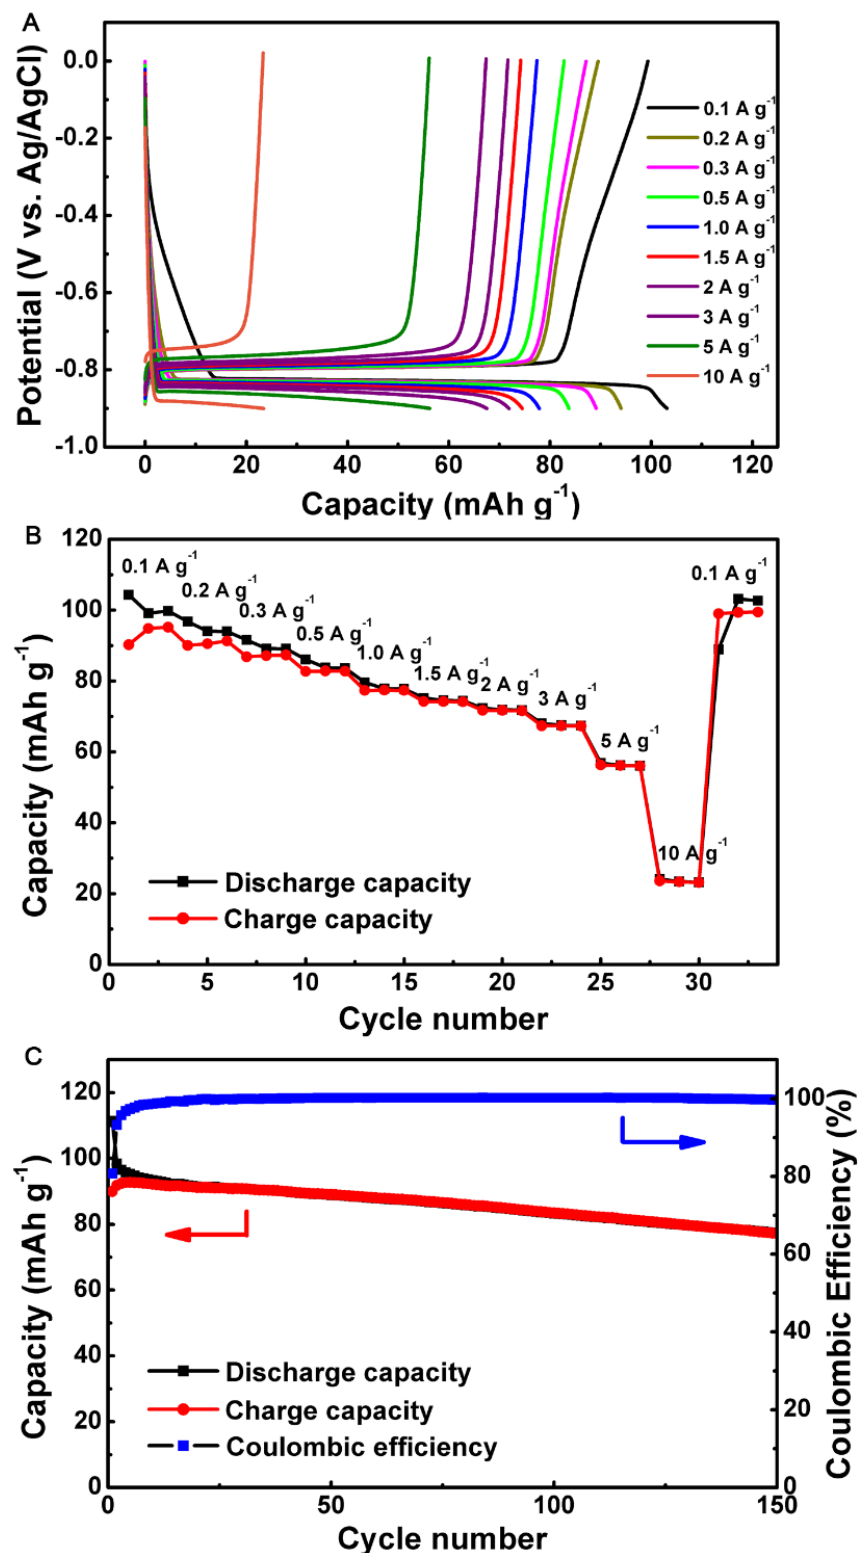 A
Potential (V vs. Ag/AgCl)
0.0
-0.2
-0.4
-0.6
-0.8
-1.0
0.1 A g⁻¹
0.2 A g⁻¹
0.3 A g⁻¹
0.5 A g⁻¹
1.0 A g⁻¹
1.5 A g⁻¹
2 A g⁻¹
3 A g⁻¹
5 A g⁻¹
10 A g⁻¹
0 20 40 60 80 100 120
Capacity (mAh g⁻¹)
B
Capacity (mAh g⁻¹)
120
100
80
60
40
20
0
0.1 A g⁻¹
0.2 A g⁻¹
0.3 A g⁻¹
0.5 A g⁻¹
1.0 A g⁻¹
1.5 A g⁻¹
2 A g⁻¹
3 A g⁻¹
5 A g⁻¹
10 A g⁻¹
0.1 A g⁻¹
Discharge capacity
Charge capacity
0 5 10 15 20 25 30
Cycle number
C
Capacity (mAh g⁻¹)
120
100
80
60
40
20
0
Discharge capacity
Charge capacity
Coulombic efficiency
100
80
60
40
20
0
Coulombic Efficiency (%)
0 50 100 150
Cycle number